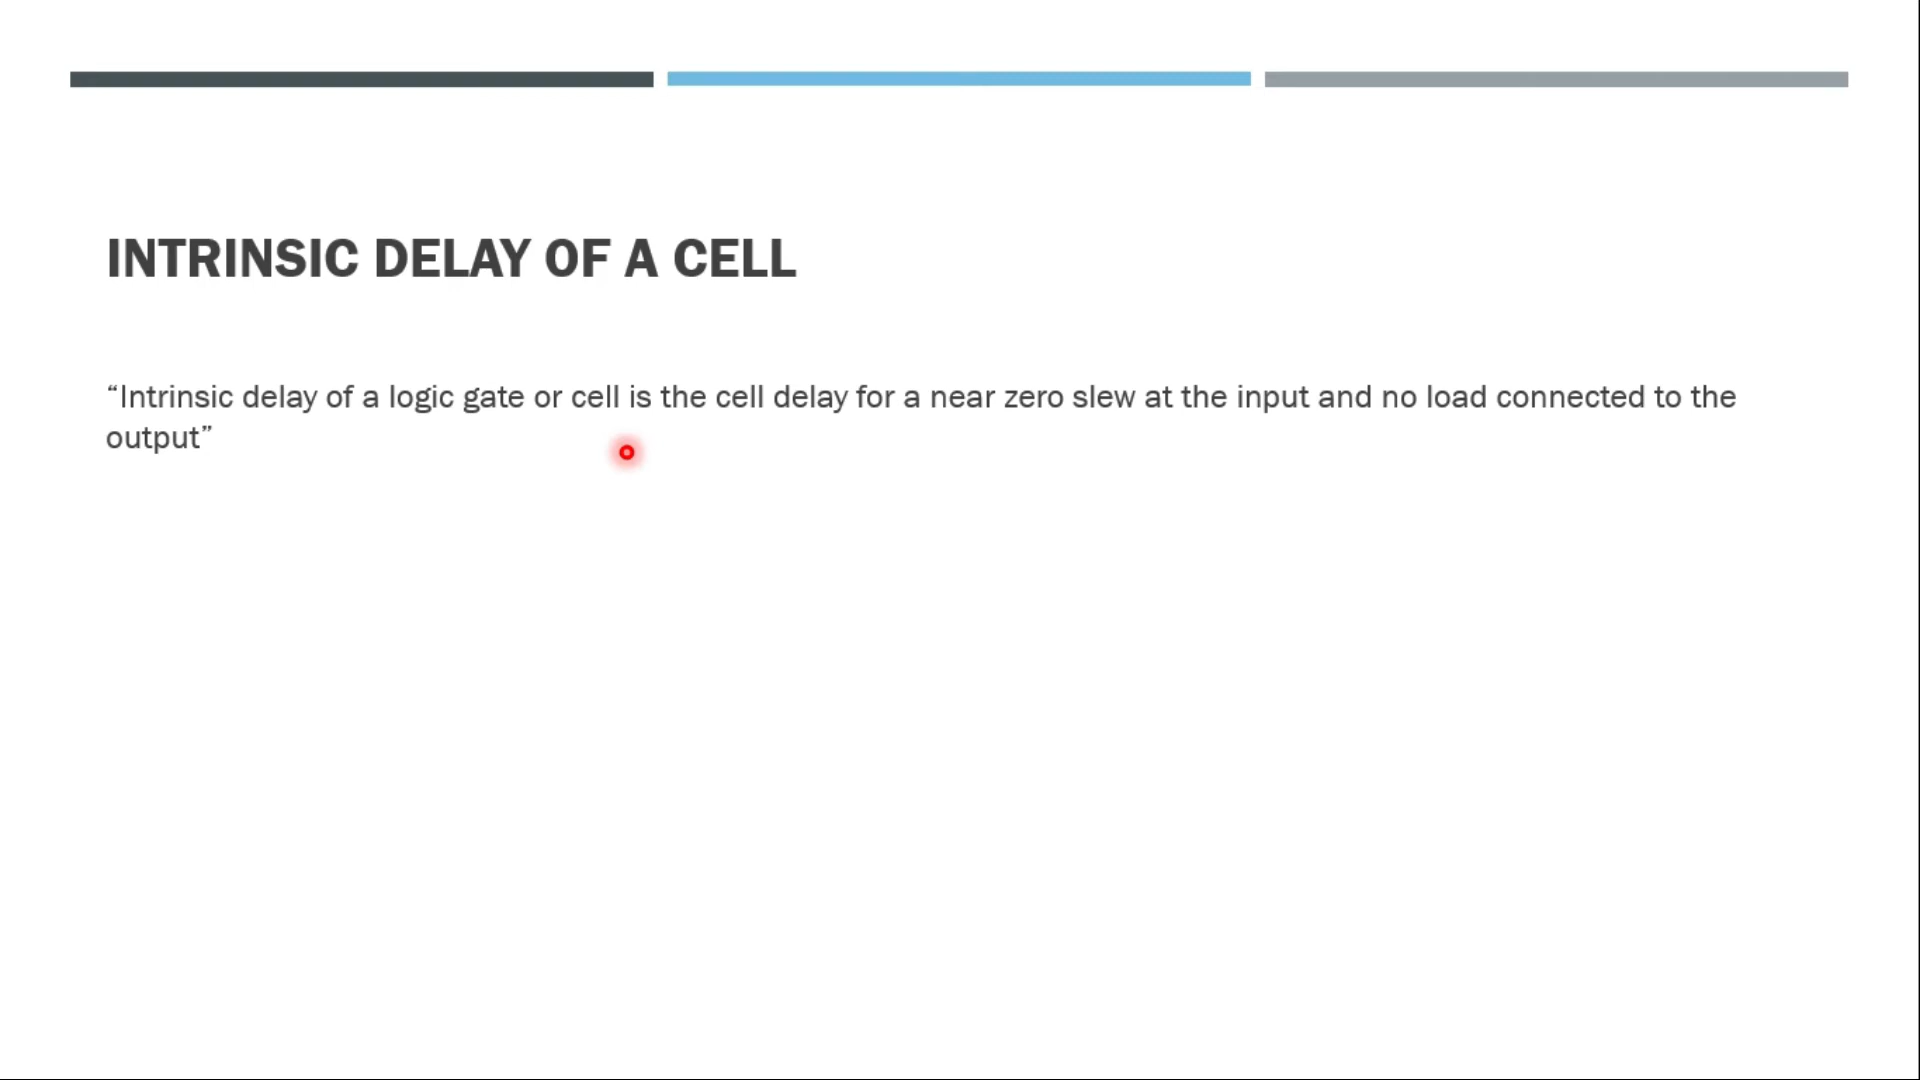 INTRINSIC DELAY OF A CELL
“Intrinsic delay of a logic gate or cell is the cell delay for a near zero slew at the input and no load connected to the
output”